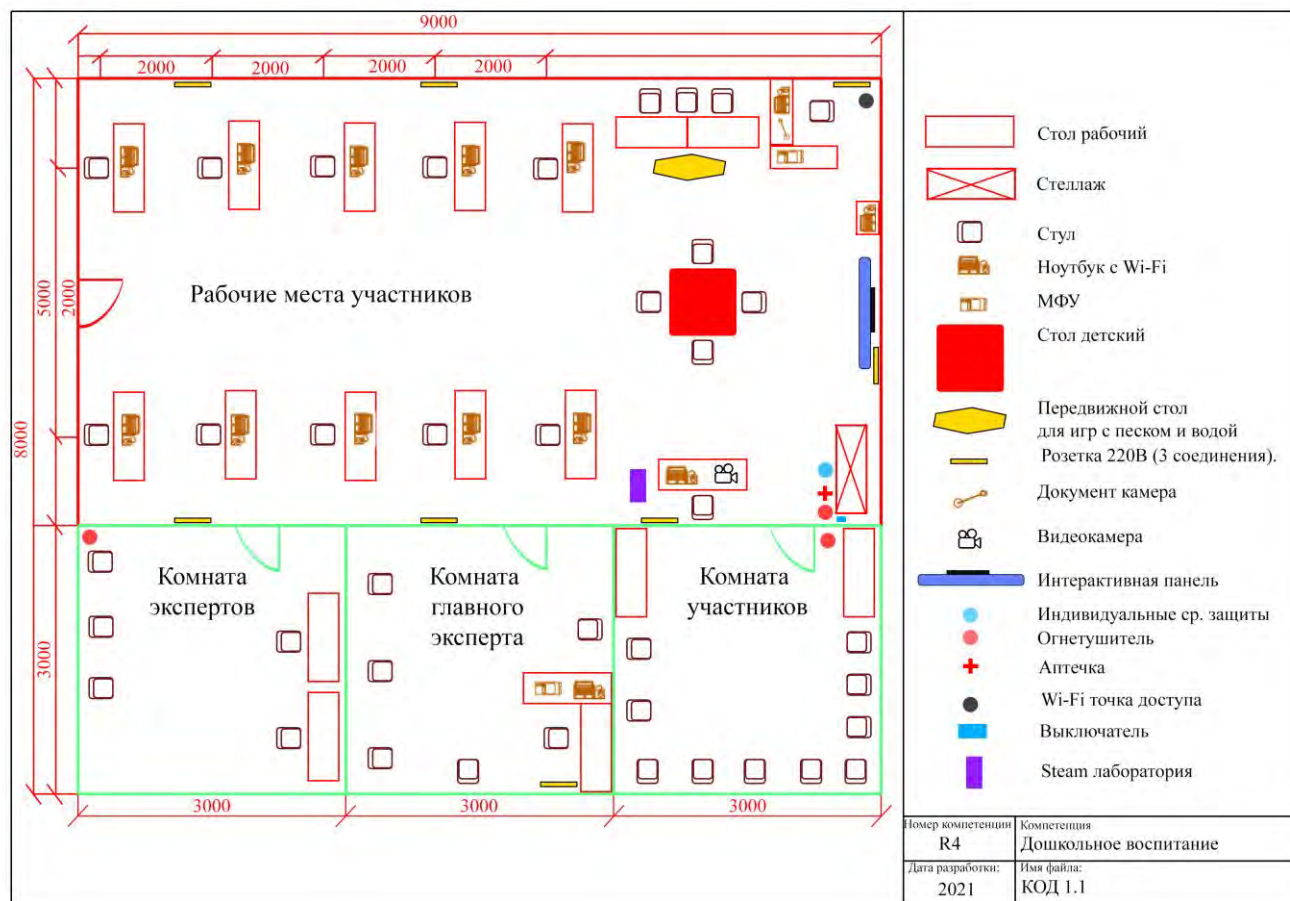 9000
2000
2000
2000
2000
8000
5000
2000
3000
Рабочие места участников
Комната
экспертов
Комната
главного
эксперта
Комната
участников
3000
3000
3000
Стол рабочий
Стеллаж
Стул
Ноутбук с Wi-Fi
МФУ
Стол детский
Передвижной стол
для игр с песком и водой
Розетка 220В (3 соединения).
Документ камера
Видеокамера
Интерактивная панель
Индивидуальные ср. защиты
Огнетушитель
Аптечка
Wi-Fi точка доступа
Выключатель
Steam лаборатория
Номер компетенции
R4
Компетенция
Дошкольное воспитание
Дата разработки:
2021
Имя файла:
КОД 1.1